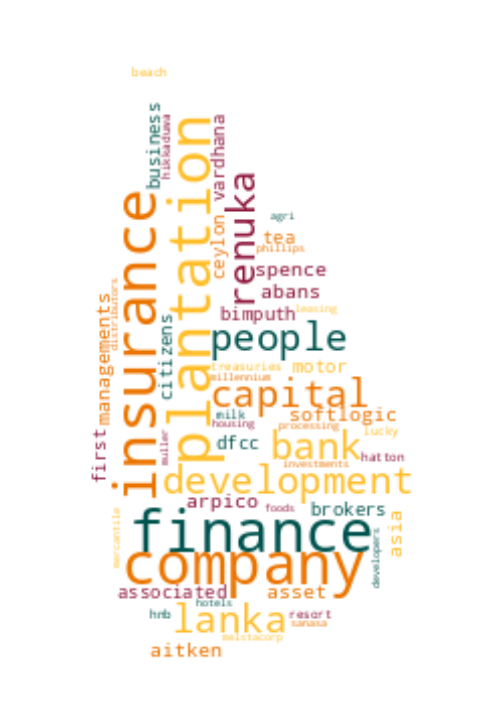 beach
business
hikkaduwa
plantation
vardhana
insurance
renuka
ceylon
agri
tea
phillips
spence
abans
managements
distributors
bimputh
leasing
citizens
people
treasuries
motor
millennium
capital
milk
softlogic
housing
processing
first
muller
dfcc
bank
lucky
hatton
investments
development
arpico
foods
brokers
mercantile
finance
asia
developers
company
associated
asset
hotels
hnb
lanka
resort
sanasa
melstacorp
aitken